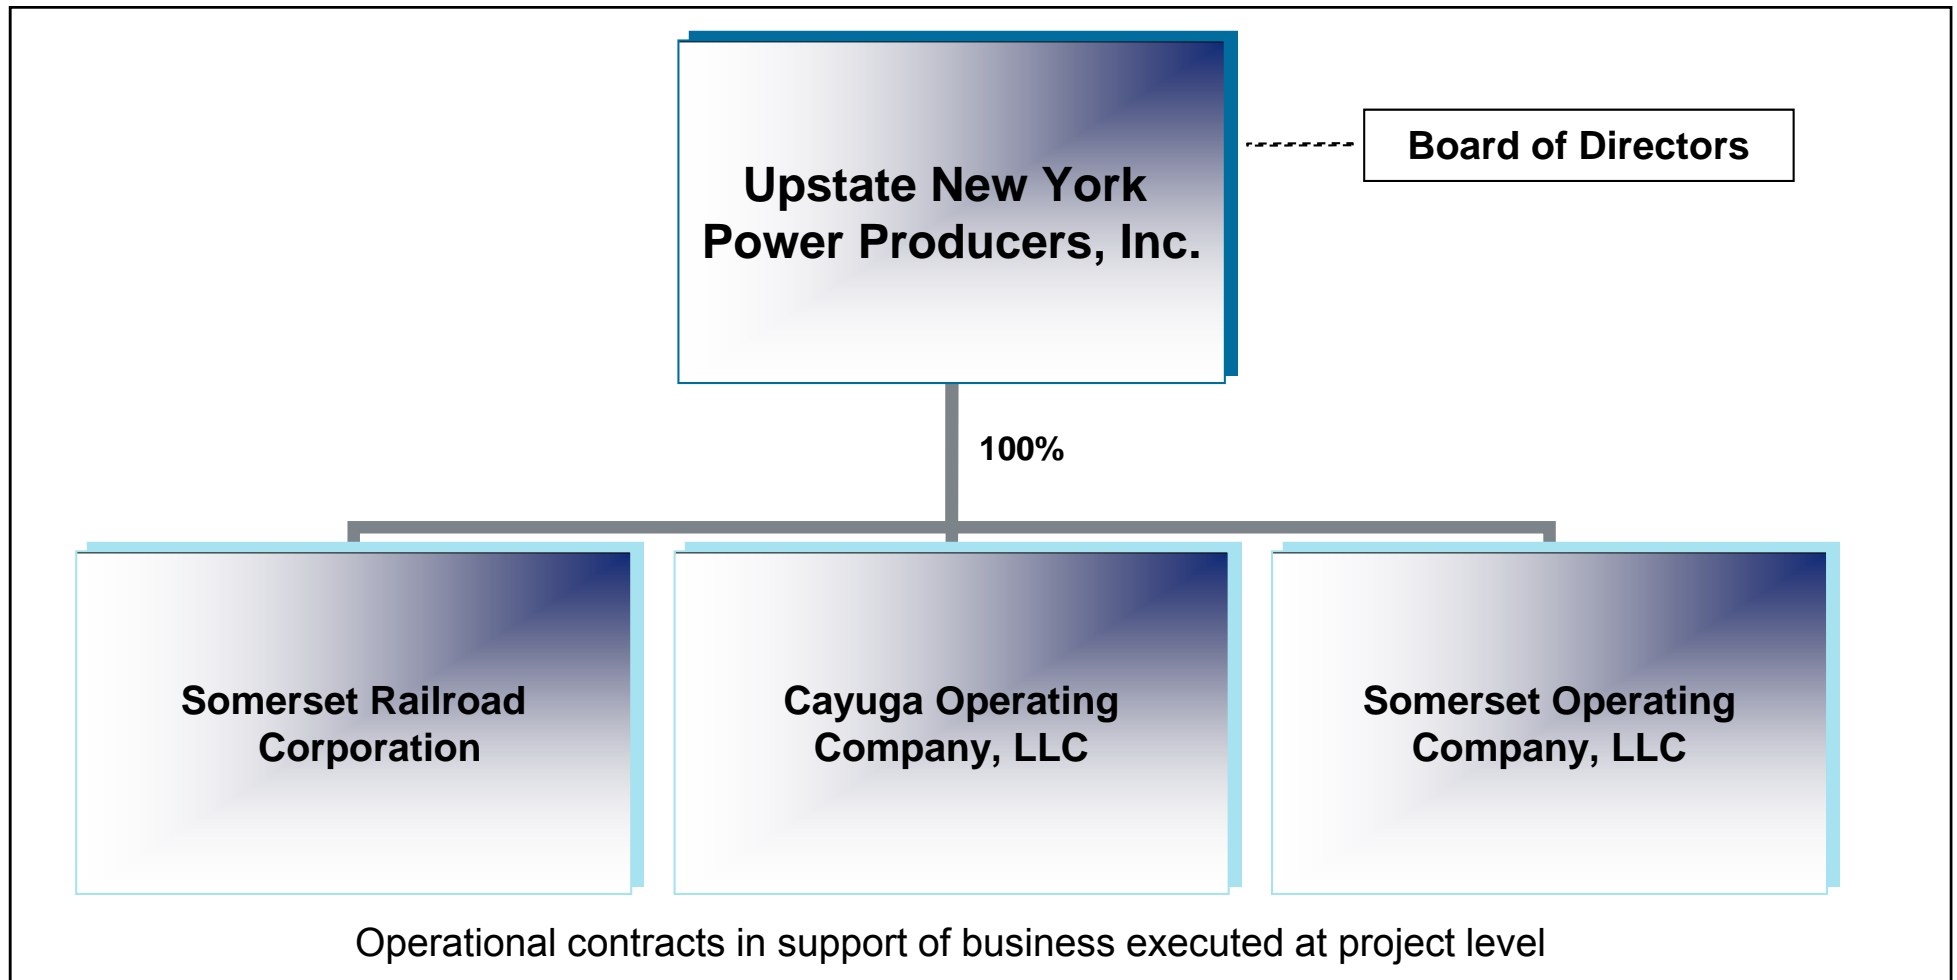 Upstate New York
Power Producers, Inc.
Board of Directors
100%
Somerset Railroad
Corporation
Cayuga Operating
Company, LLC
Somerset Operating
Company, LLC
Operational contracts in support of business executed at project level